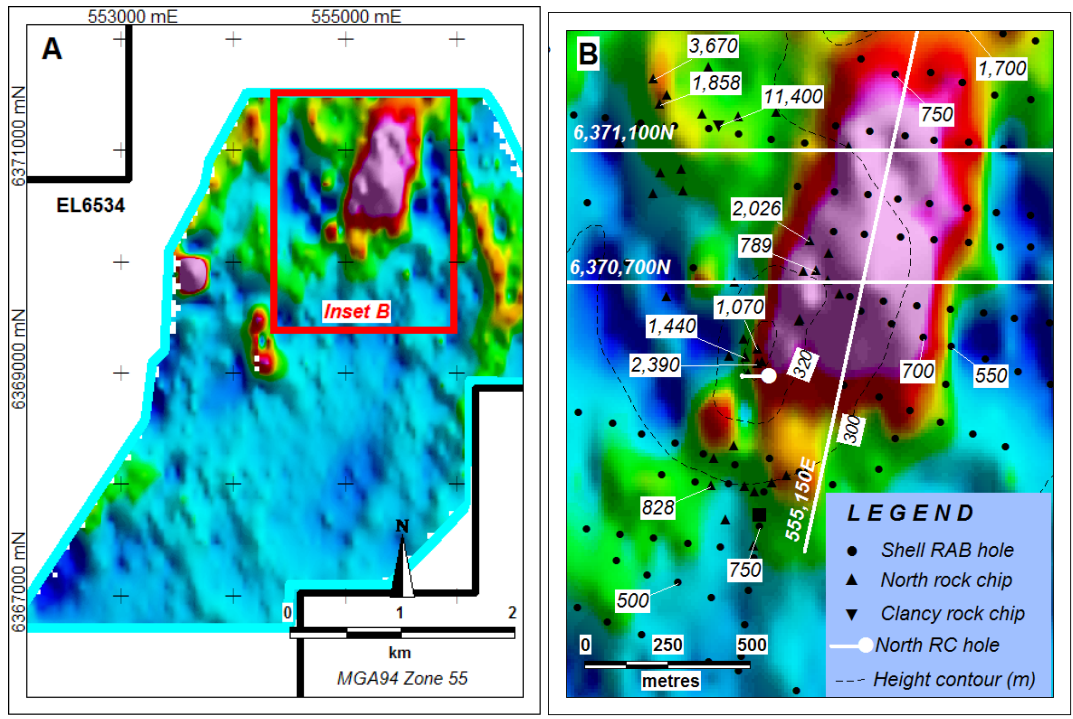 553000 mE
555000 mE
A
6371000 mN
EL6534
Inset B
6369000 mN
6367000 mN
N
0 1 2
km
MGA94 Zone 55
B
3,670
1,858
11,400
1,700
750
6,371,100N
2,026
789
6,370,700N
1,070
1,440
2,390
320
700
550
300
555,150E
828
750
500
0 250 500
metres
LEGEND
Shell RAB hole
North rock chip
Clancy rock chip
North RC hole
Height contour (m)